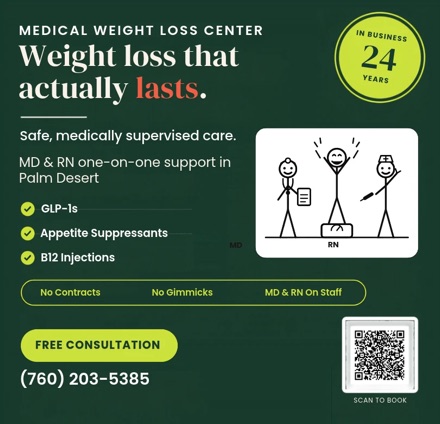 MEDICAL WEIGHT LOSS CENTER
Weight loss that
actually lasts.
IN BUSINESS
24
YEARS
Safe, medically supervised care.
MD & RN one-on-one support in
Palm Desert
GLP-1s
Appetite Suppressants
B12 Injections
MD
RN
No Contracts
No Gimmicks
MD & RN On Staff
FREE CONSULTATION
(760) 203-5385
SCAN TO BOOK